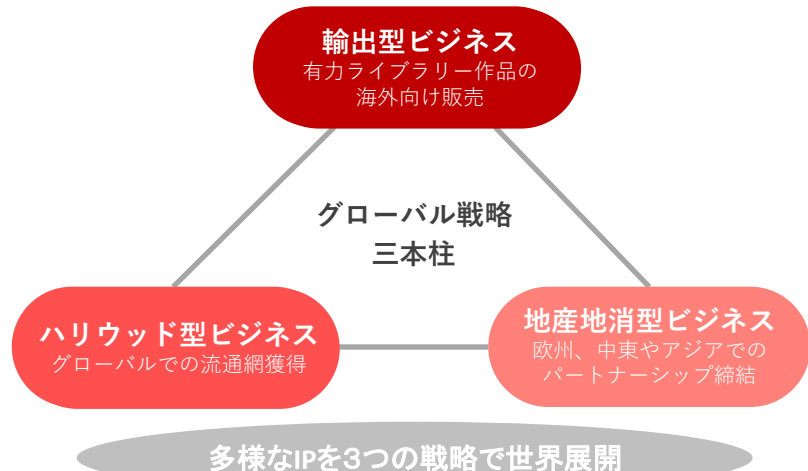 輸出型ビジネス
有力ライブラリー作品の
海外向け販売
グローバル戦略
三本柱
ハリウッド型ビジネス
グローバルでの流通網獲得
地産地消型ビジネス
欧州、中東やアジアでの
パートナーシップ締結
多様なIPを3つの戦略で世界展開